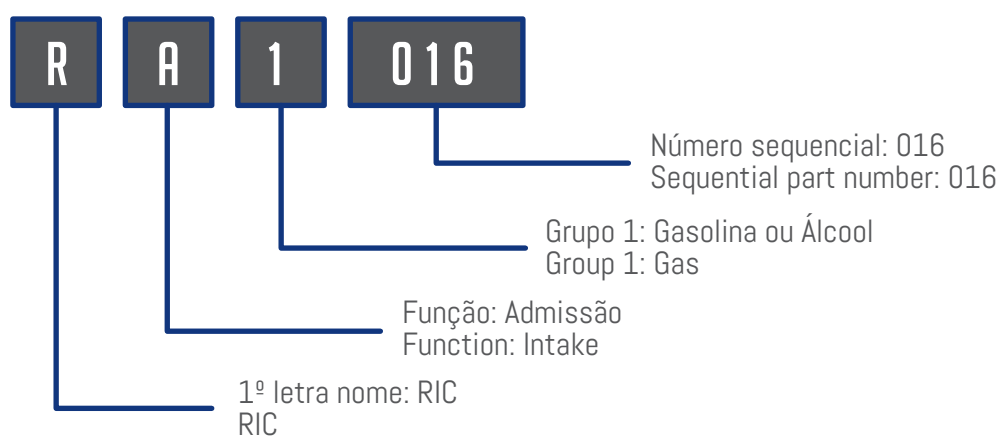 R A 1 016
Número sequencial: 016
Sequential part number: 016
Grupo 1: Gasolina ou Álcool
Group 1: Gas
Função: Admissão
Function: Intake
1º letra nome: RIC
RIC